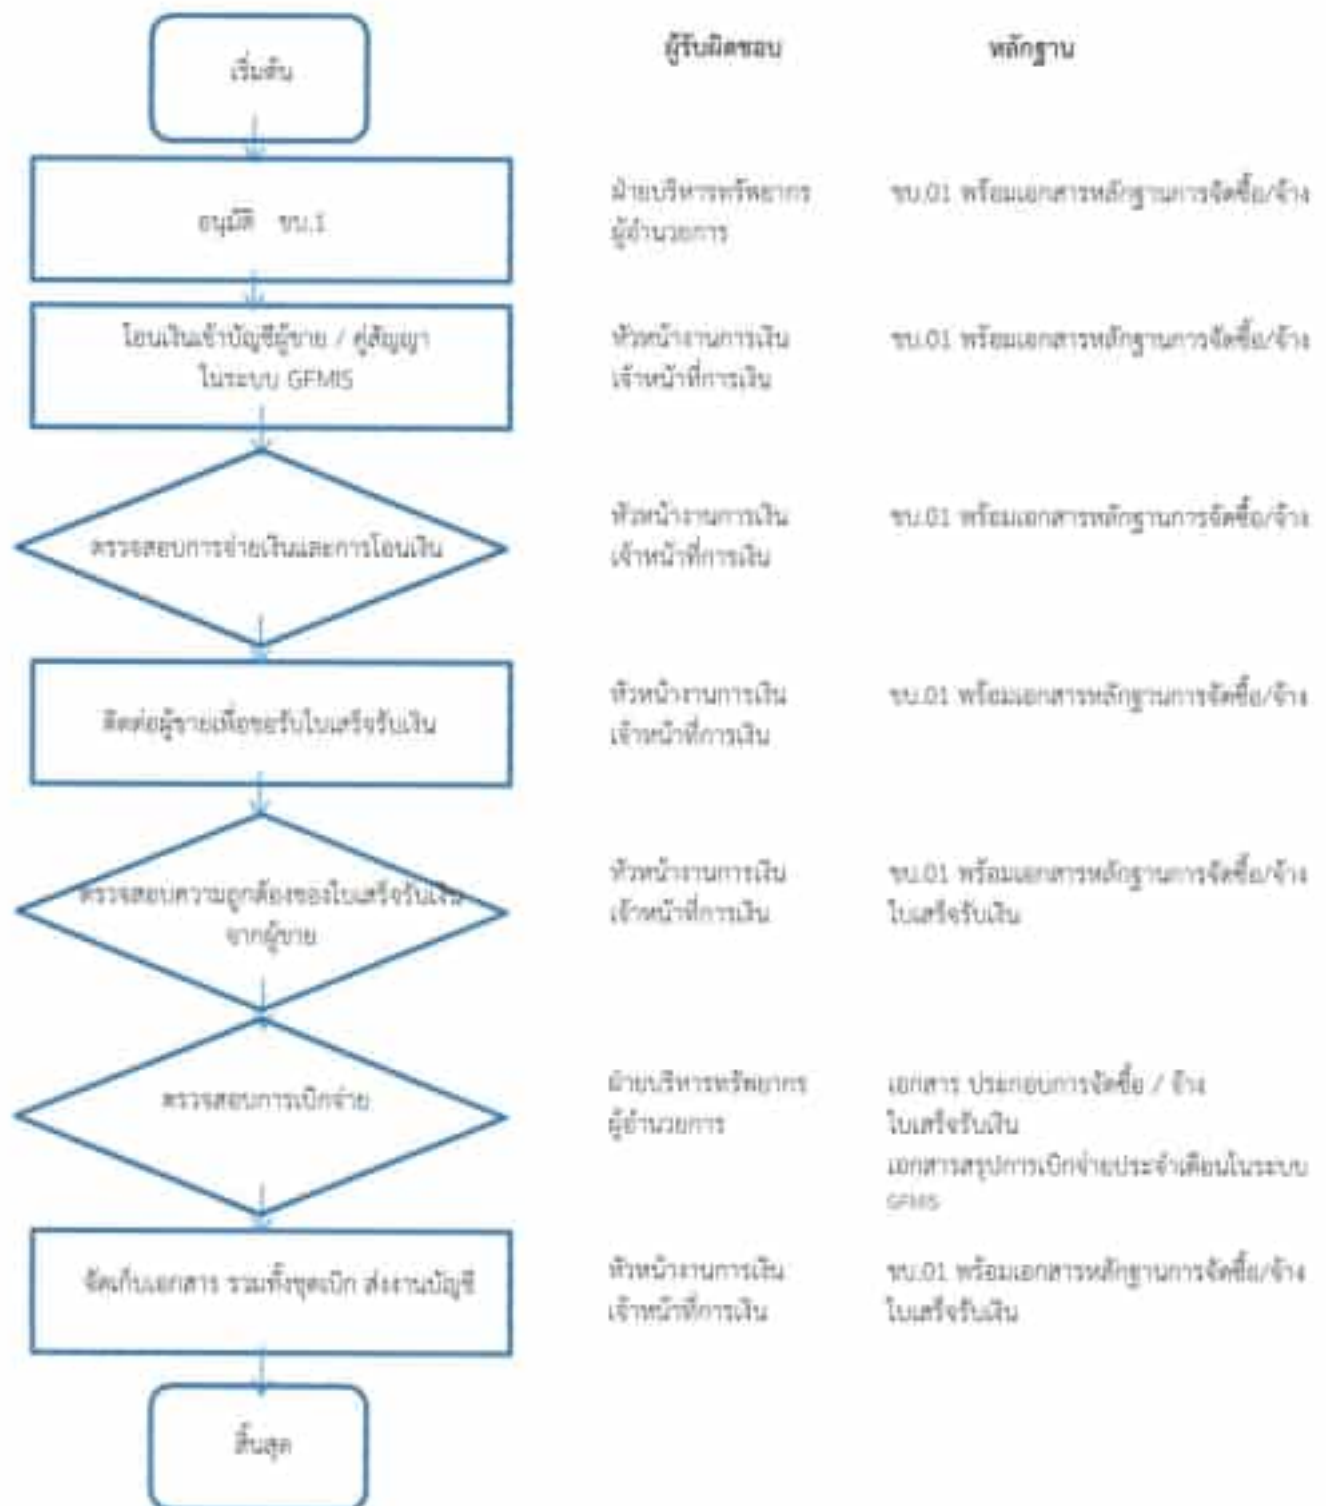 ผู้รับผิดชอบ หลักฐาน
เริ่มต้น
อนุมัติ ขบ.1
ฝ่ายบริหารทรัพยากร
ผู้อำนวยการ
ขบ.01 พร้อมเอกสารหลักฐานการจัดซื้อ/จ้าง
โอนเงินเข้าบัญชีผู้ขาย / คู่สัญญา
ในระบบ GFMIS
หัวหน้างานการเงิน
เจ้าหน้าที่การเงิน
ขบ.01 พร้อมเอกสารหลักฐานการจัดซื้อ/จ้าง
ตรวจสอบการจ่ายเงินและการโอนเงิน
หัวหน้างานการเงิน
เจ้าหน้าที่การเงิน
ขบ.01 พร้อมเอกสารหลักฐานการจัดซื้อ/จ้าง
ติดต่อผู้ขายเพื่อขอรับใบเสร็จรับเงิน
หัวหน้างานการเงิน
เจ้าหน้าที่การเงิน
ขบ.01 พร้อมเอกสารหลักฐานการจัดซื้อ/จ้าง
ตรวจสอบความถูกต้องของใบเสร็จรับเงิน
จากผู้ขาย
หัวหน้างานการเงิน
เจ้าหน้าที่การเงิน
ขบ.01 พร้อมเอกสารหลักฐานการจัดซื้อ/จ้าง
ใบเสร็จรับเงิน
ตรวจสอบการเบิกจ่าย
ฝ่ายบริหารทรัพยากร
ผู้อำนวยการ
เอกสาร ประกอบการจัดซื้อ / จ้าง
ใบเสร็จรับเงิน
เอกสารสรุปการเบิกจ่ายประจำเดือนในระบบ
GFMIS
จัดเก็บเอกสาร รวมทั้งชุดเบิก ส่งงานบัญชี
หัวหน้างานการเงิน
เจ้าหน้าที่การเงิน
ขบ.01 พร้อมเอกสารหลักฐานการจัดซื้อ/จ้าง
ใบเสร็จรับเงิน
สิ้นสุด